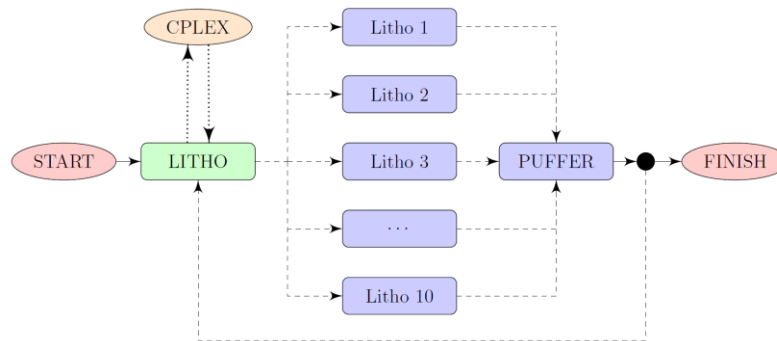 CPLEX
Litho 1
Litho 2
START
LITHO
Litho 3
PUFFER
FINISH
...
Litho 10